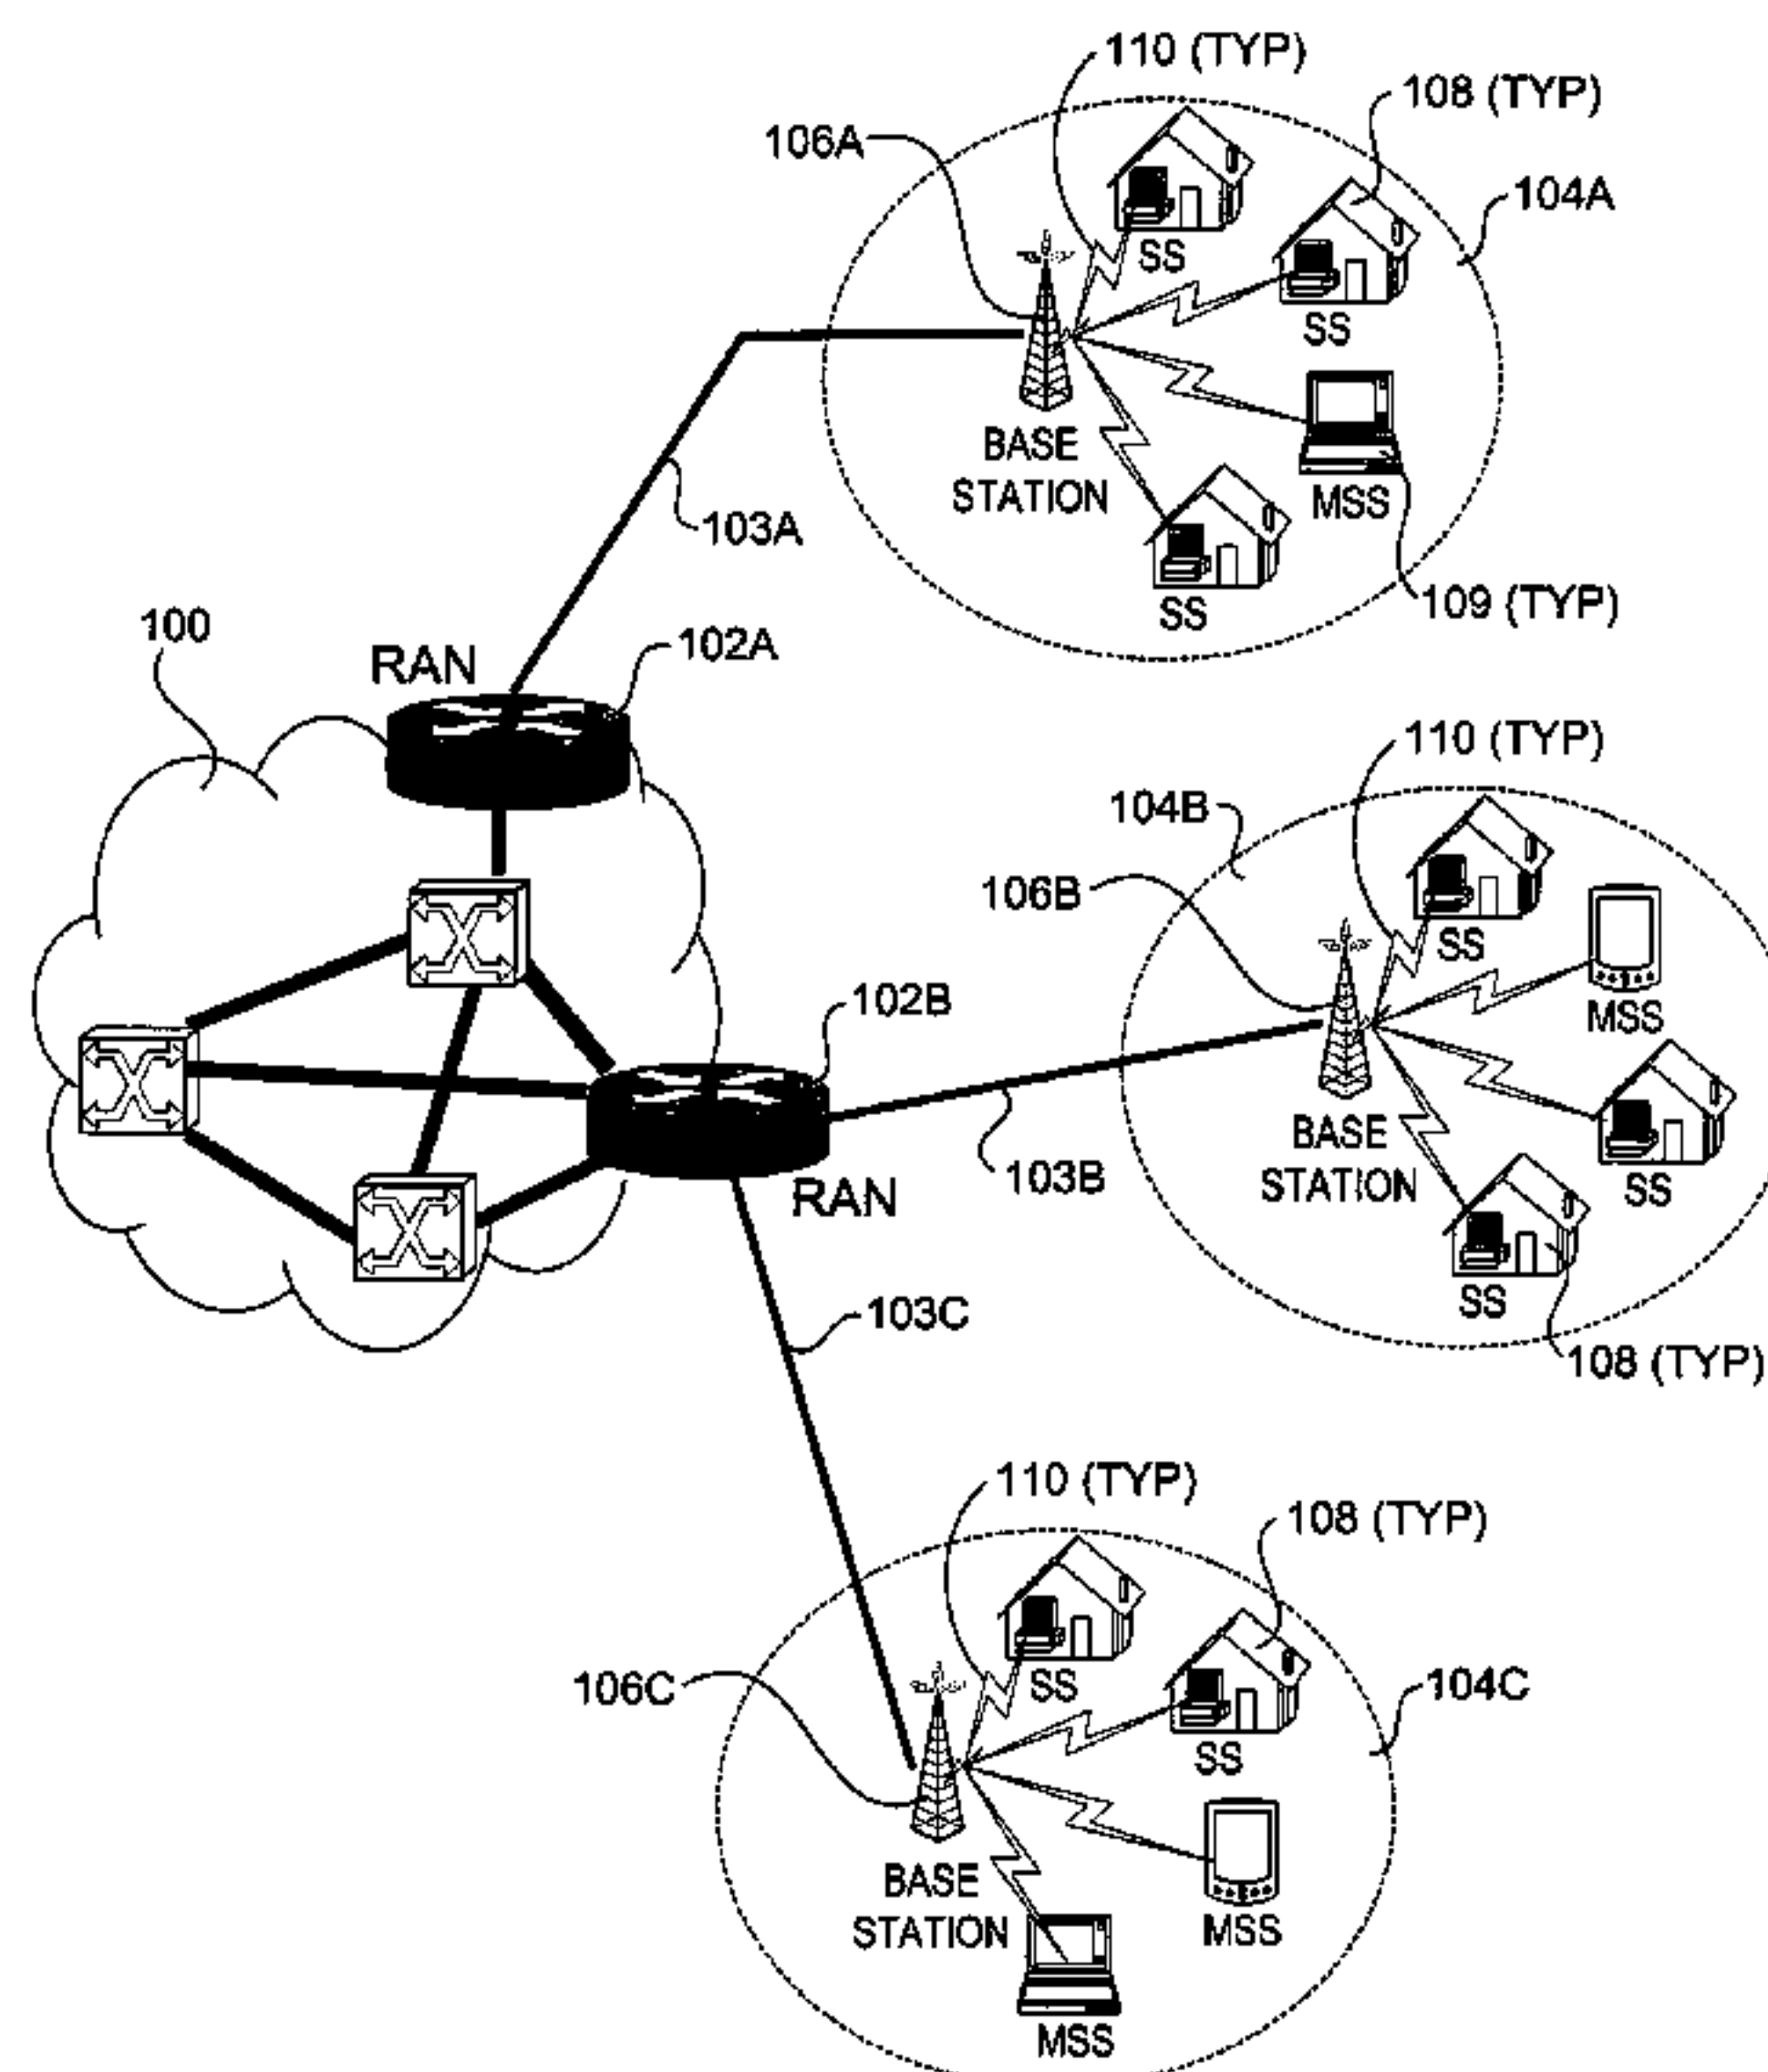 110 (TYP)
108 (TYP)
106A
104A
SS
SS
BASE
STATION
MSS
103A
SS
109 (TYP)
100
RAN
102A
110 (TYP)
104B
106B
SS
MSS
102B
BASE
STATION
SS
103B
RAN
SS
103C
108 (TYP)
110 (TYP)
108 (TYP)
106C
SS
104C
SS
BASE
STATION
MSS
MSS